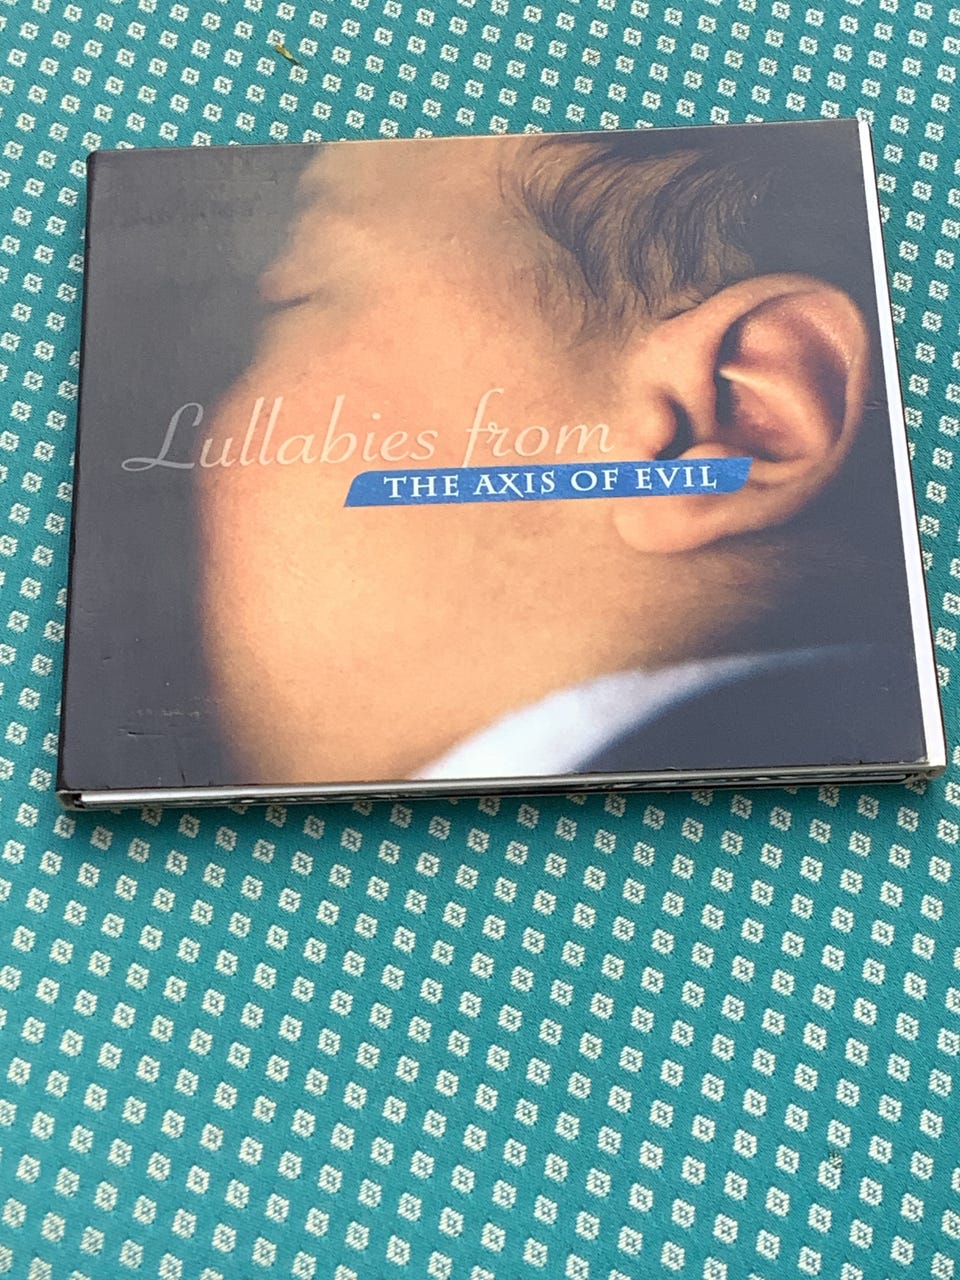 Lullabies from
THE AXIS OF EVIL